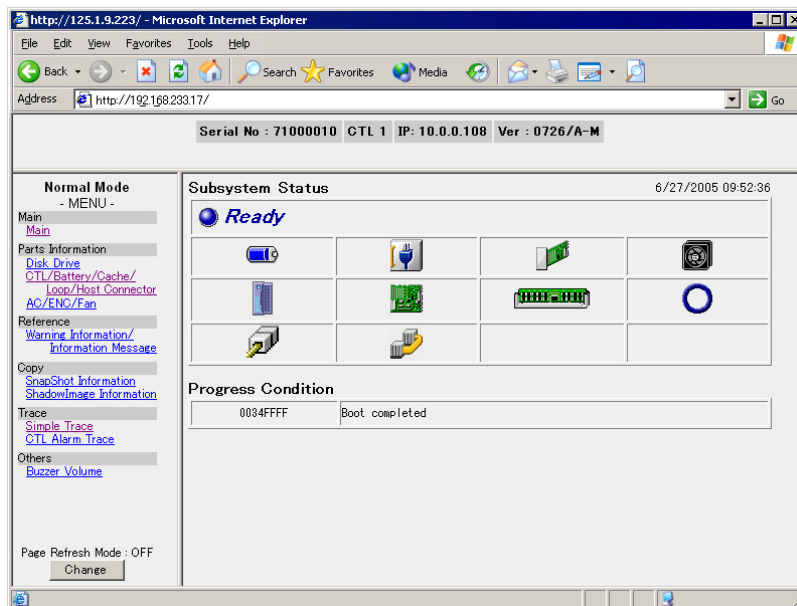 http://125.1.9.223/ - Microsoft Internet Explorer
File Edit View Favorites Tools Help
Back Search Favorites Media
Address http://192.168.233.17/ Go
Serial No : 71000010 CTL 1 IP: 10.0.0.108 Ver : 0726/A-M
Normal Mode
- MENU -
Main
Main
Parts Information
Disk Drive
CTL/Battery/Cache/
Loop/Host Connector
AC/ENC/Fan
Reference
Warning Information/
Information Message
Copy
SnapShot Information
ShadowImage Information
Trace
Simple Trace
CTL Alarm Trace
Others
Buzzer Volume
Page Refresh Mode : OFF
Change
Subsystem Status 6/27/2005 09:52:36
Ready
Progress Condition
0034FFFF Boot completed